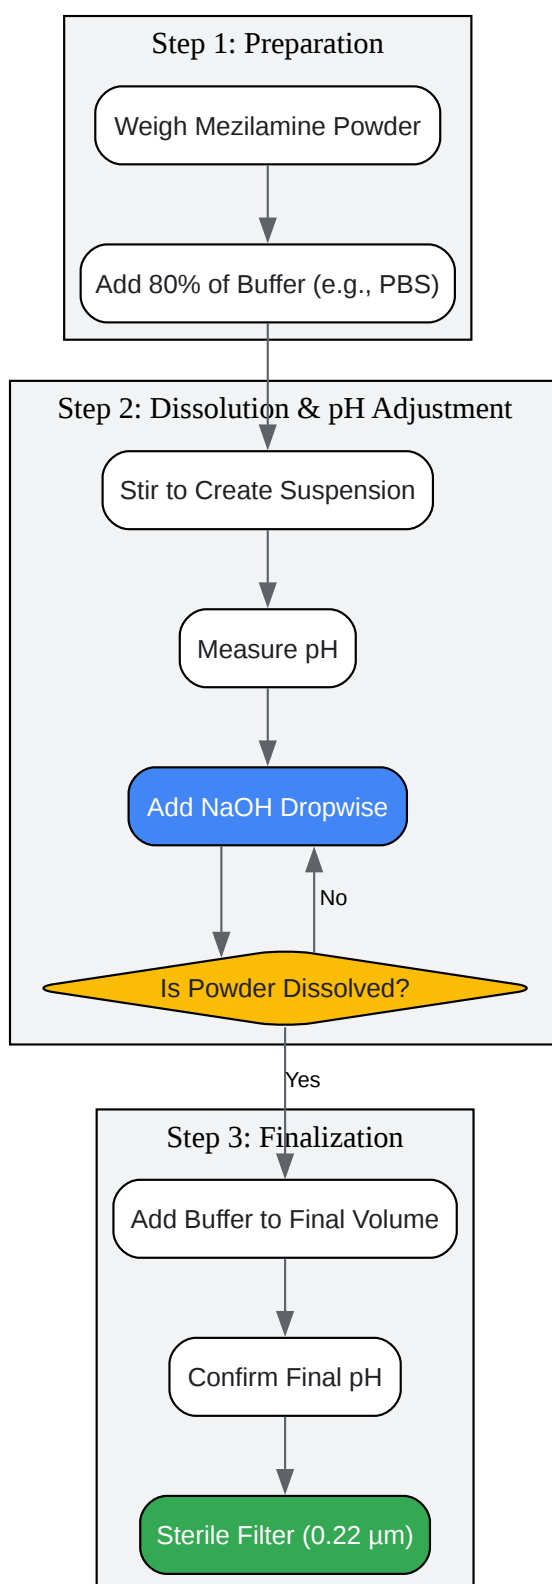 Step 1: Preparation
Weigh Mezilamine Powder
Add 80% of Buffer (e.g., PBS)
Step 2: Dissolution & pH Adjustment
Stir to Create Suspension
Measure pH
Add NaOH Dropwise
No
Is Powder Dissolved?
Yes
Step 3: Finalization
Add Buffer to Final Volume
Confirm Final pH
Sterile Filter (0.22 µm)